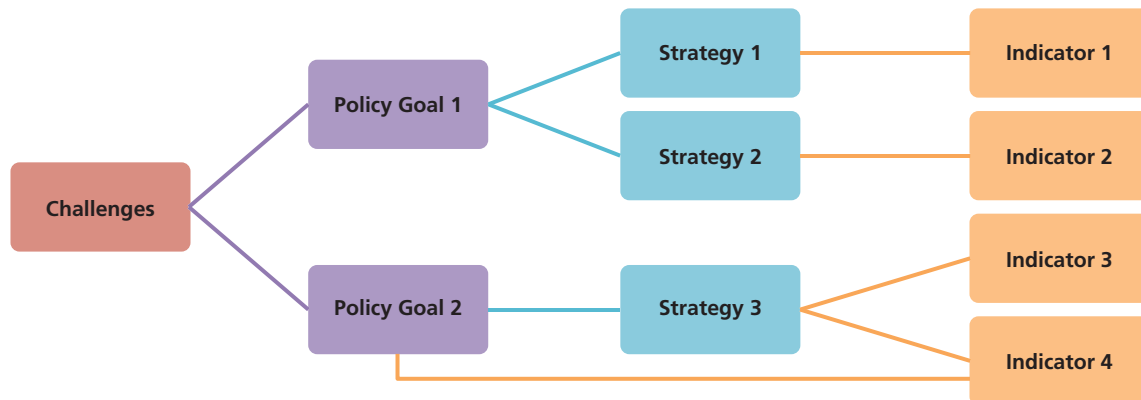 Challenges
Policy Goal 1
Policy Goal 2
Strategy 1
Strategy 2
Strategy 3
Indicator 1
Indicator 2
Indicator 3
Indicator 4